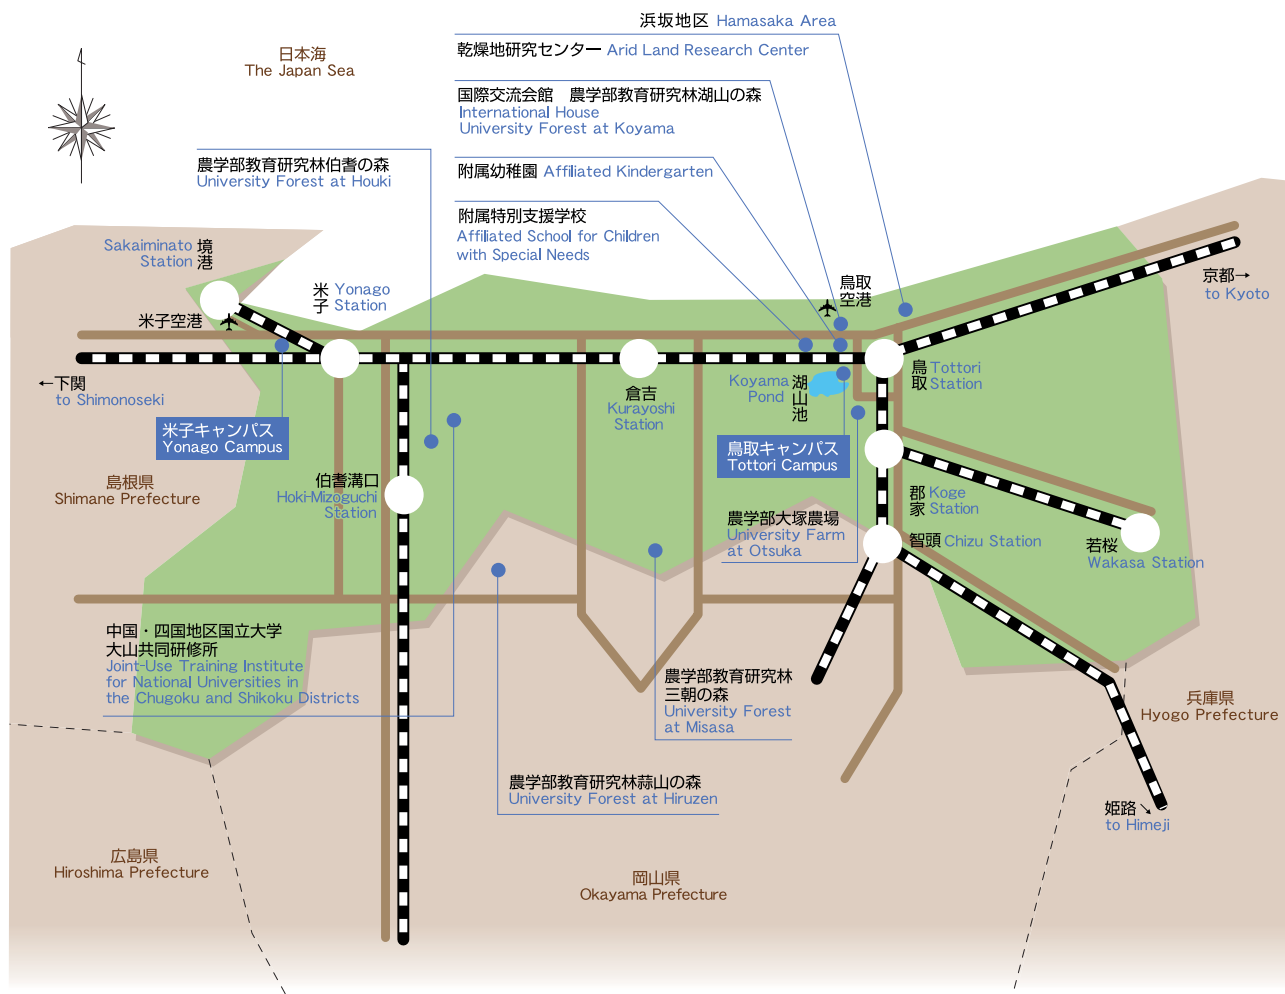 浜坂地区 Hamasaka Area
乾燥地研究センター Arid Land Research Center
日本海
The Japan Sea
国際交流会館　農学部教育研究林湖山の森
International House
University Forest at Koyama
農学部教育研究林伯耆の森
University Forest at Houki
附属幼稚園 Affiliated Kindergarten
附属特別支援学校
Affiliated School for Children
with Special Needs
Sakaiminato
Station
境港
米子
Yonago
Station
鳥取
空港
京都→
to Kyoto
米子空港
←下関
to Shimonoseki
倉吉
Kurayoshi
Station
Koyama
Pond
湖山池
鳥取
Tottori
Station
米子キャンパス
Yonago Campus
鳥取キャンパス
Tottori Campus
島根県
Shimane Prefecture
伯耆溝口
Hoki-Mizoguchi
Station
郡家
Koge
Station
農学部大塚農場
University Farm
at Otsuka
智頭 Chizu Station
若桜
Wakasa Station
中国・四国地区国立大学
大山共同研修所
Joint-Use Training Institute
for National Universities in
the Chugoku and Shikoku Districts
農学部教育研究林
三朝の森
University Forest
at Misasa
兵庫県
Hyogo Prefecture
農学部教育研究林蒜山の森
University Forest at Hiruzen
姫路↘
to Himeji
広島県
Hiroshima Prefecture
岡山県
Okayama Prefecture